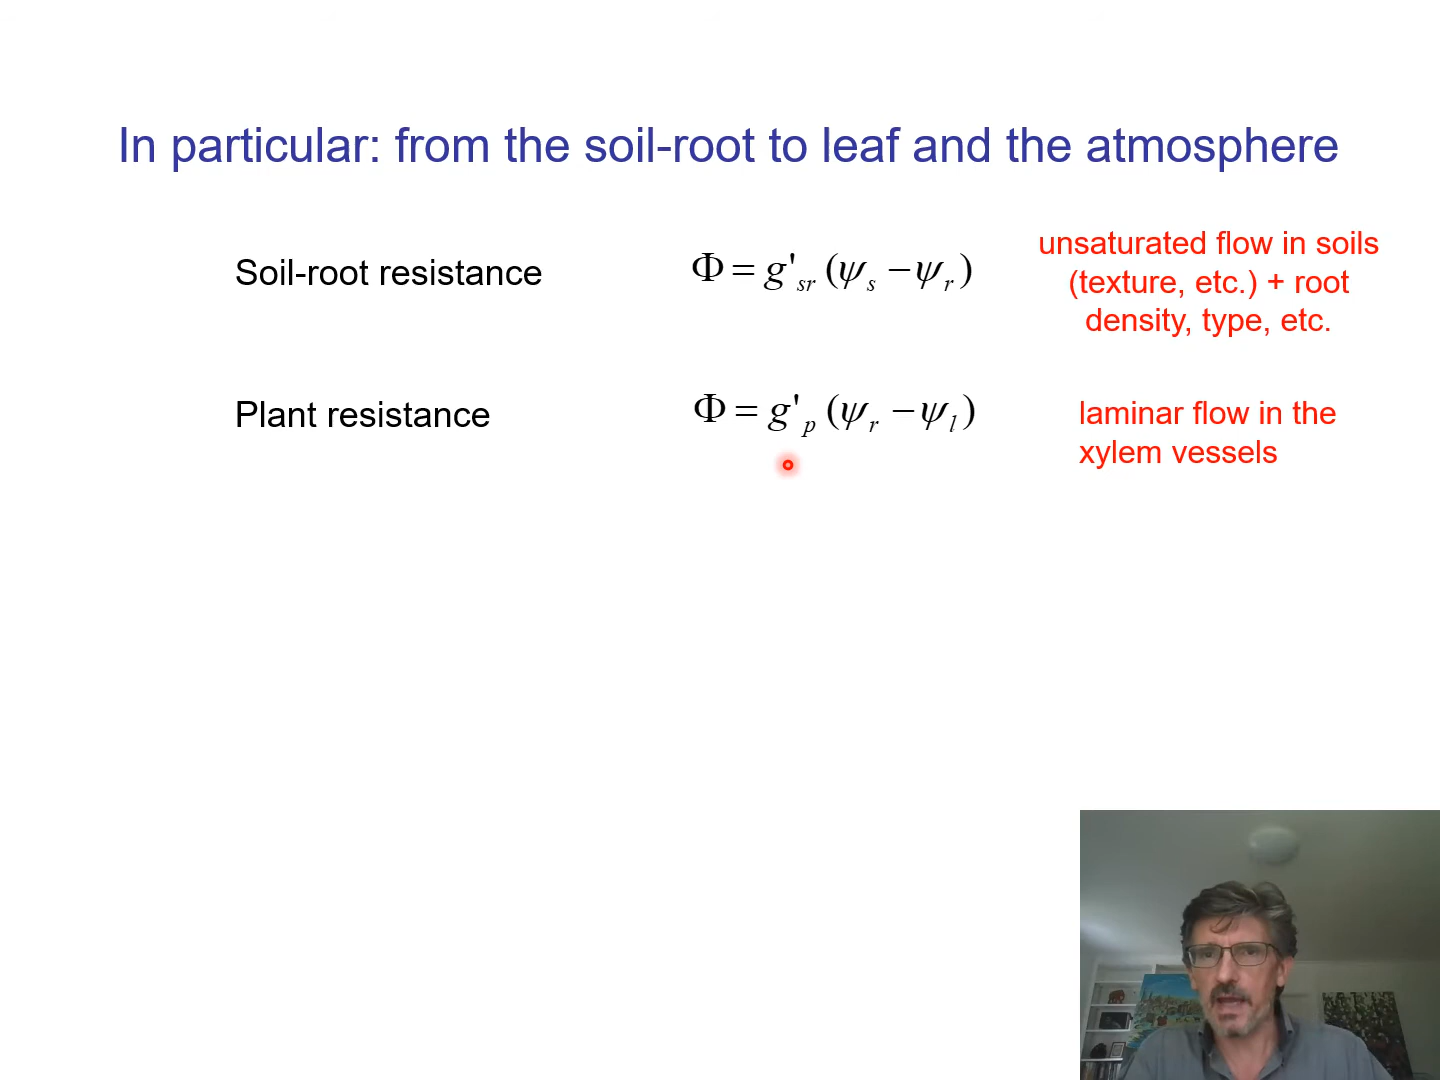 In particular: from the soil-root to leaf and the atmosphere
Soil-root resistance
Φ = g'sr (ψs − ψr)
unsaturated flow in soils
(texture, etc.) + root
density, type, etc.
Plant resistance
Φ = g'p (ψr − ψl)
laminar flow in the
xylem vessels